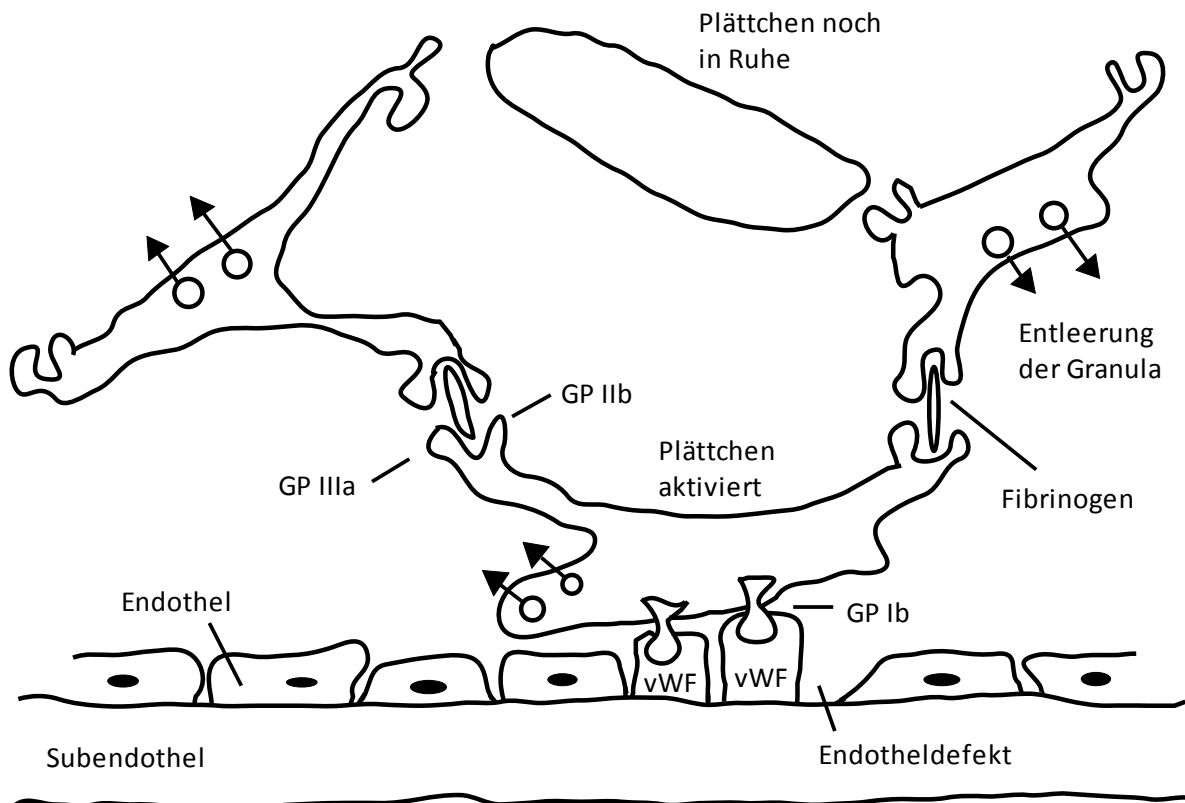 Plättchen noch
in Ruhe
Entleerung
der Granula
GP IIb
Plättchen
aktiviert
GP IIIa
Fibrinogen
Endothel
GP Ib
vWF
vWF
Subendothel
Endotheldefekt